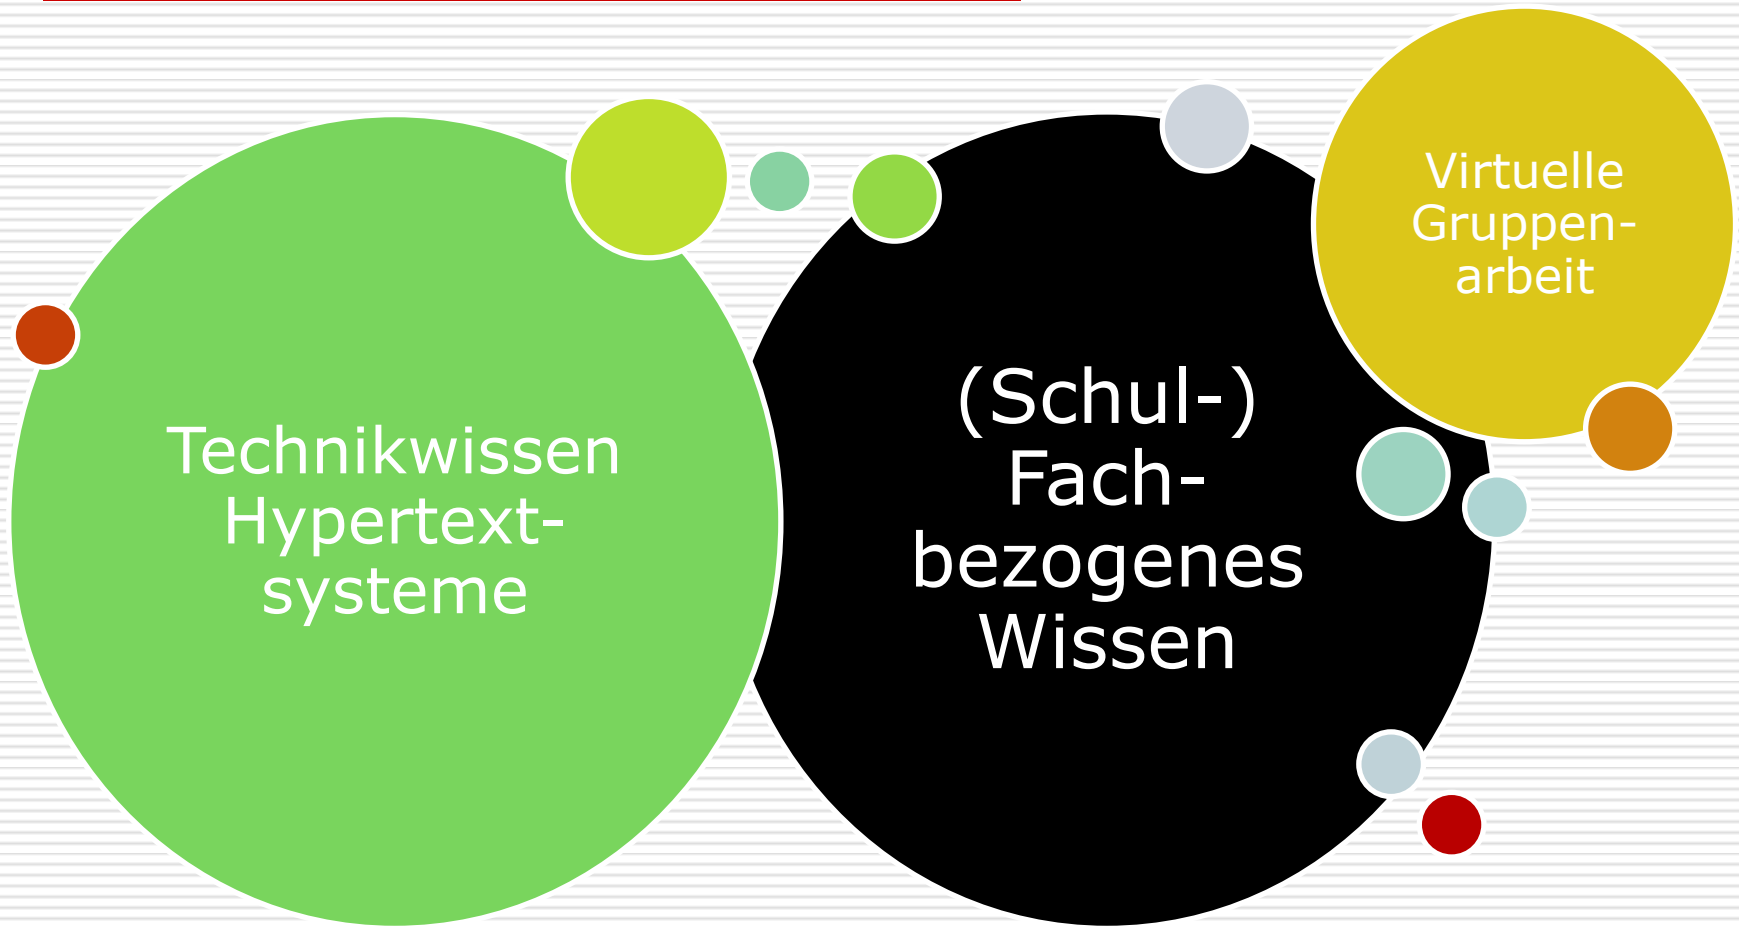 Technikwissen
Hypertext-
systeme
(Schul-)
Fach-
bezogenes
Wissen
Virtuelle
Gruppen-
arbeit